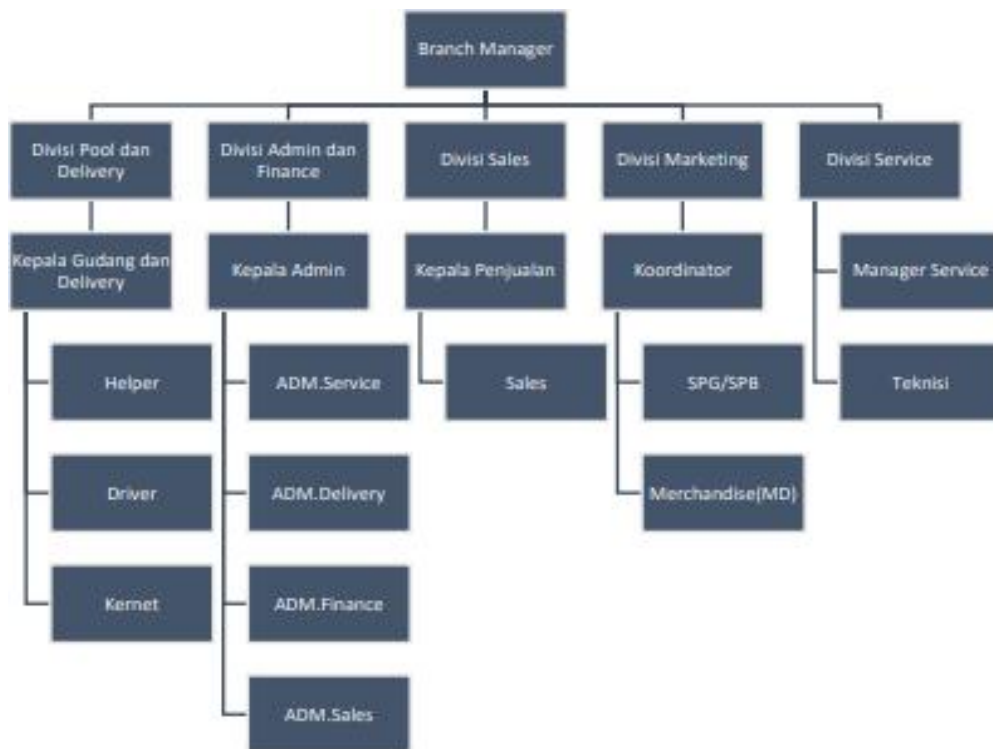 Branch Manager
Divisi Pool dan
Delivery
Divisi Admin dan
Finance
Divisi Sales
Divisi Marketing
Divisi Service
Kepala Gudang dan
Delivery
Kepala Admin
Kepala Penjualan
Koordinator
Manager Service
Helper
ADM.Service
Sales
SPG/SPB
Teknisi
Driver
ADM.Delivery
Merchandise(MD)
Kernet
ADM.Finance
ADM.Sales